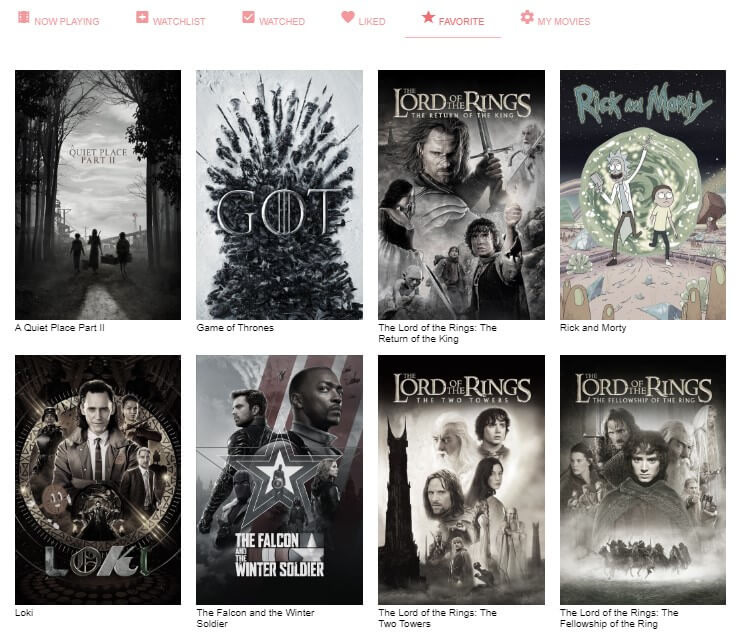 NOW PLAYING
WATCHLIST
WATCHED
LIKED
FAVORITE
MY MOVIES
A QUIET PLACE
PART II
GOT
THE LORD OF THE RINGS
THE RETURN OF THE KING
Rick and Morty
A Quiet Place Part II
Game of Thrones
The Lord of the Rings: The
Return of the King
Rick and Morty
LOKI
THE FALCON
AND THE
WINTER SOLDIER
THE LORD OF THE RINGS
THE TWO TOWERS
THE LORD OF THE RINGS
THE FELLOWSHIP OF THE RING
Loki
The Falcon and the Winter
Soldier
The Lord of the Rings: The
Two Towers
The Lord of the Rings: The
Fellowship of the Ring